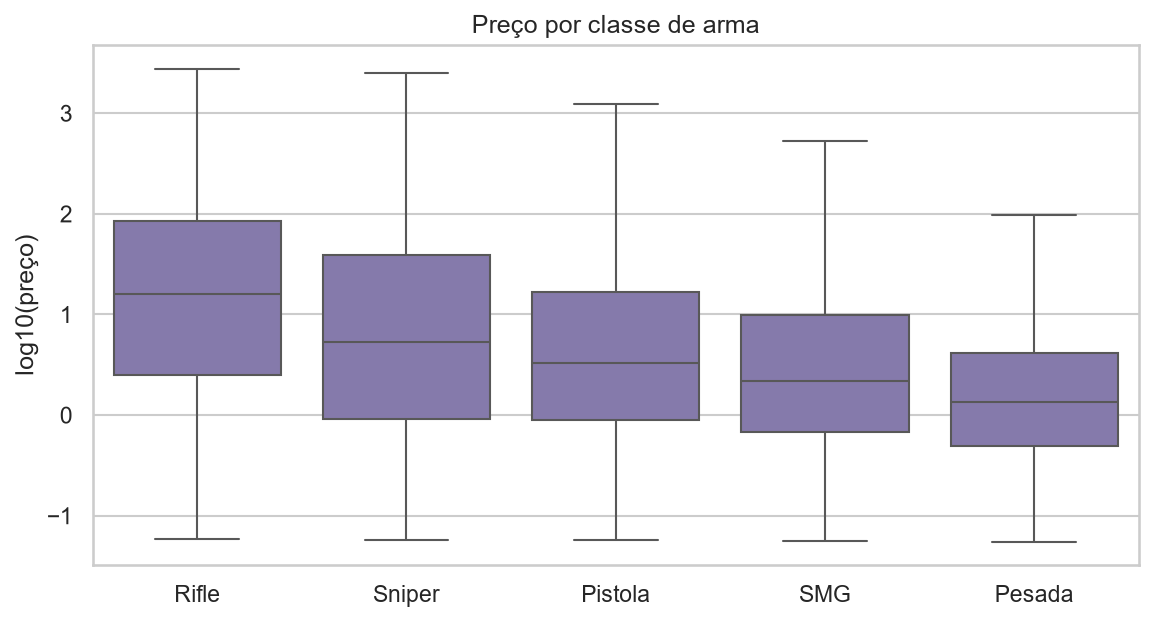 Preço por classe de arma
log10(preço)
3
2
1
0
−1
Rifle
Sniper
Pistola
SMG
Pesada